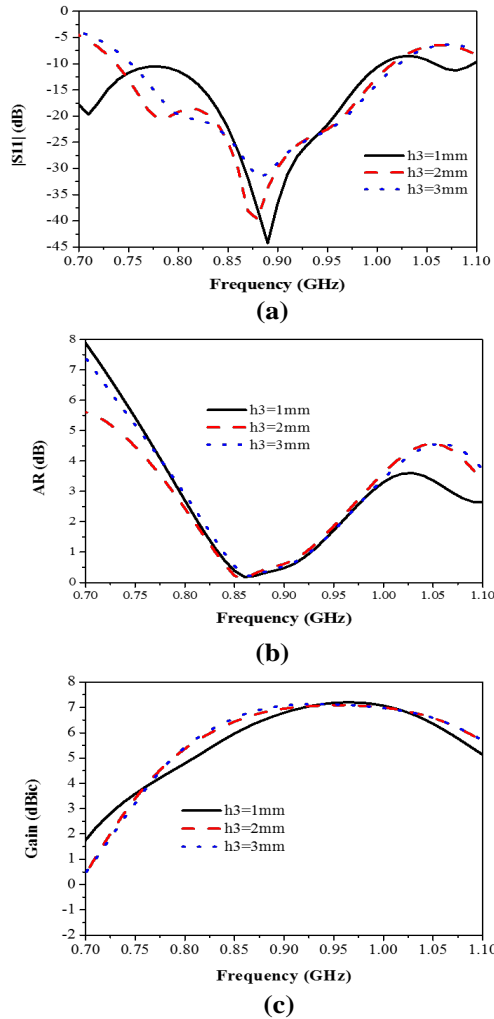 0
-5
-10
-15
-20
-25
-30
-35
-40
-45
|S11| (dB)
h3=1mm
h3=2mm
h3=3mm
0.70 0.75 0.80 0.85 0.90 0.95 1.00 1.05 1.10
Frequency (GHz)
(a)
8
7
6
5
4
3
2
1
0
AR (dB)
h3=1mm
h3=2mm
h3=3mm
0.70 0.75 0.80 0.85 0.90 0.95 1.00 1.05 1.10
Frequency (GHz)
(b)
8
7
6
5
4
3
2
1
0
-1
-2
Gain (dBic)
h3=1mm
h3=2mm
h3=3mm
0.70 0.75 0.80 0.85 0.90 0.95 1.00 1.05 1.10
Frequency (GHz)
(c)